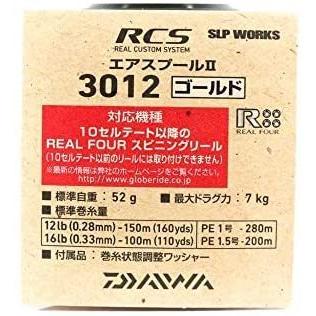 RCS SLP WORKS
REAL CUSTOM SYSTEM
エアスプールII
3012 ゴールド
対応機種
10セルテート以降の
REAL FOUR スピニングリール
(10セルテート以前のリールには取り付けできません)
※最新の情報は弊社のホームページをご覧ください。
http://www.globeride.co.jp/
R
REAL FOUR
■標準自重：52g ■最大ドラグ力：7kg
■標準巻糸量
12lb(0.28mm)-150m(160yds) PE 1号 -280m
16lb(0.33mm)-100m(110yds) PE 1.5号-200m
■付属品：巻糸状態調整ワッシャー
DAIWA